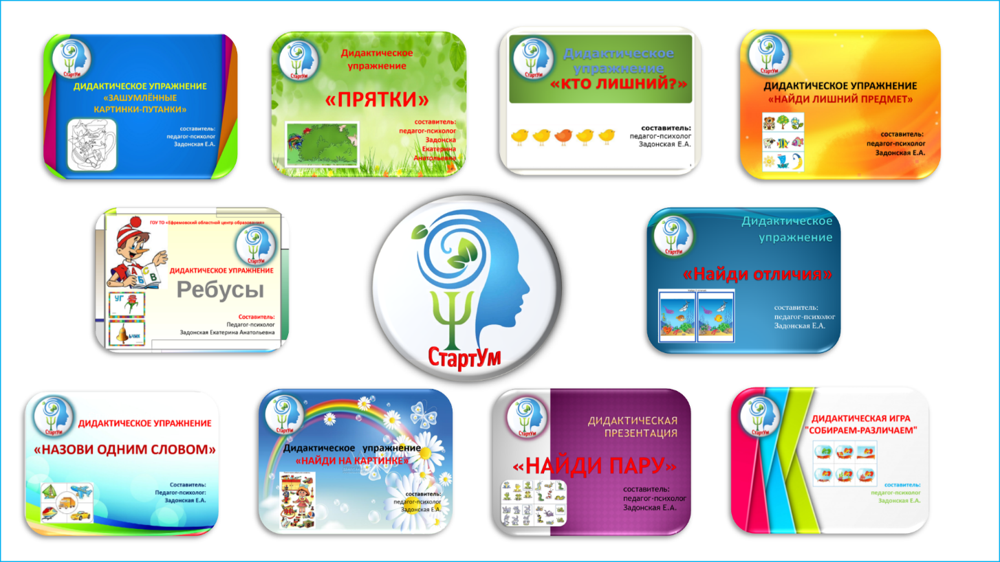 СтартУм
ДИДАКТИЧЕСКОЕ УПРАЖНЕНИЕ
«ЗАШУМЛЁННЫЕ
КАРТИНКИ-ПУТАНКИ»
составитель:
педагог-психолог
Задонская Е.А.
СтартУм
Дидактическое
упражнение
«ПРЯТКИ»
составитель:
педагог-психолог
Задонска
Екатерина
Анатольевна
СтартУм
Дидактическое
упражнение
«КТО ЛИШНИЙ?»
составитель:
педагог-психолог
Задонская Е.А.
СтартУм
ДИДАКТИЧЕСКОЕ УПРАЖНЕНИЕ
«НАЙДИ ЛИШНИЙ ПРЕДМЕТ»
составитель:
педагог-психолог
Задонская Е.А.
ГОУ ТО «Ефремовский областной центр образования»
СтартУм
А Б С В
ДИДАКТИЧЕСКОЕ УПРАЖНЕНИЕ
Ребусы
УГ
ЬЧИК
Составитель:
Педагог-психолог
Задонская Екатерина Анатольевна
СтартУм
СтартУм
Дидактическое
упражнение
«Найди отличия»
составитель:
педагог-психолог
Задонская Е.А.
СтартУм
ДИДАКТИЧЕСКОЕ УПРАЖНЕНИЕ
«НАЗОВИ ОДНИМ СЛОВОМ»
Составитель:
Педагог-психолог:
Задонская Е.А.
СтартУм
Дидактическое упражнение
«НАЙДИ НА КАРТИНКЕ»
составитель:
педагог-психолог
Задонская Е.А.
СтартУм
ДИДАКТИЧЕСКАЯ
ПРЕЗЕНТАЦИЯ
«НАЙДИ ПАРУ»
составитель:
педагог-психолог
Задонская Е.А.
СтартУм
ДИДАКТИЧЕСКАЯ ИГРА
"СОБИРАЕМ-РАЗЛИЧАЕМ"
составитель:
педагог-психолог
Задонская Е.А.